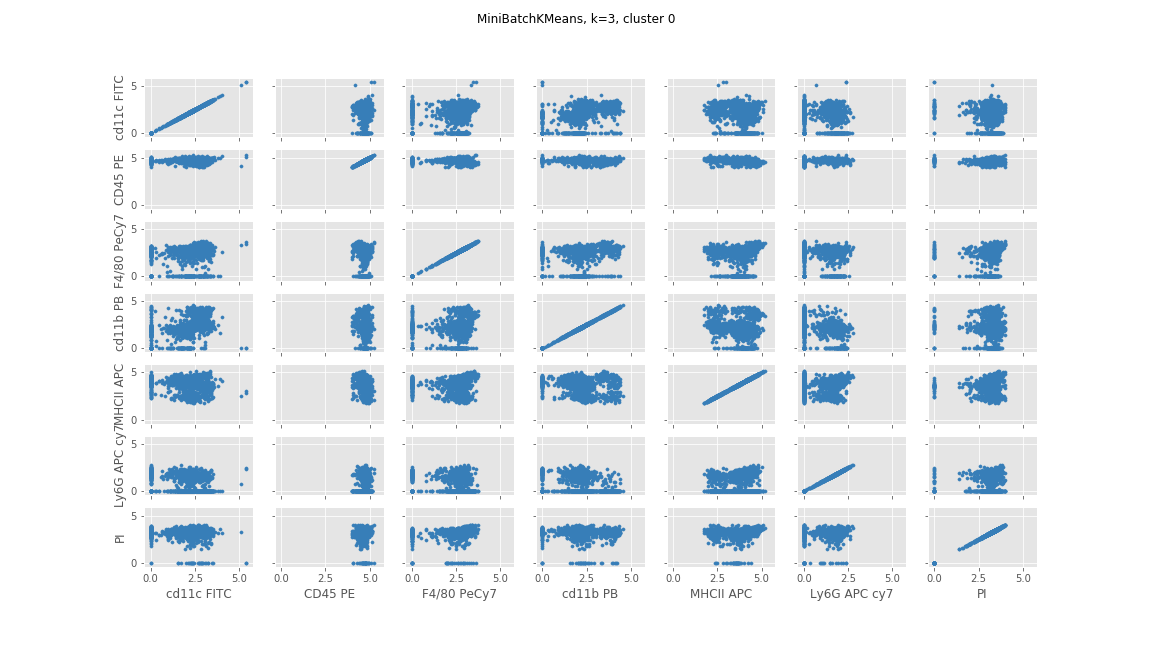 MiniBatchKMeans, k=3, cluster 0
cd11c FITC
5
0
CD45 PE
5
0
F4/80 PeCy7
5
0
cd11b PB
5
0
MHCII APC
5
0
Ly6G APC cy7
5
0
PI
5
0
0.0 2.5 5.0 0.0 2.5 5.0 0.0 2.5 5.0 0.0 2.5 5.0 0.0 2.5 5.0 0.0 2.5 5.0 0.0 2.5 5.0
cd11c FITC CD45 PE F4/80 PeCy7 cd11b PB MHCII APC Ly6G APC cy7 PI